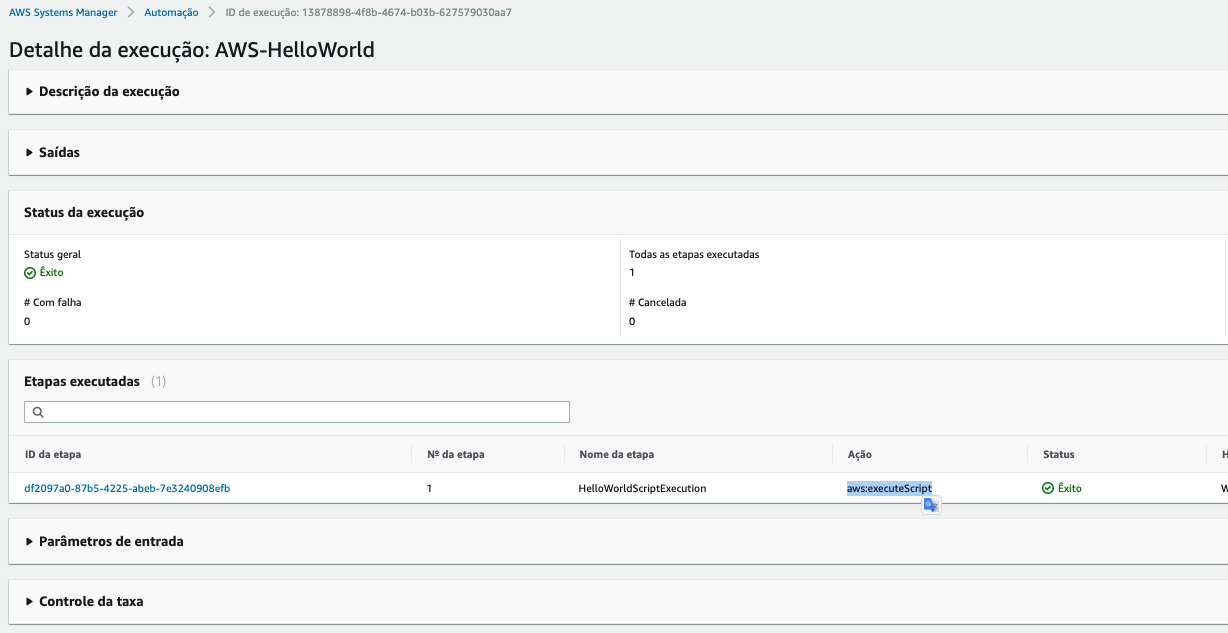 AWS Systems Manager > Automação > ID de execução: 13878898-4f8b-4674-b03b-627579030aa7
Detalhe da execução: AWS-HelloWorld
Descrição da execução
Saídas
Status da execução
Status geral
Êxito
Todas as etapas executadas
1
# Com falha
0
# Cancelada
0
Etapas executadas (1)
ID da etapa Nº da etapa Nome da etapa Ação Status H
df2097a0-87b5-4225-abeb-7e3240908efb 1 HelloWorldScriptExecution aws:executeScript Êxito W
Parâmetros de entrada
Controle da taxa